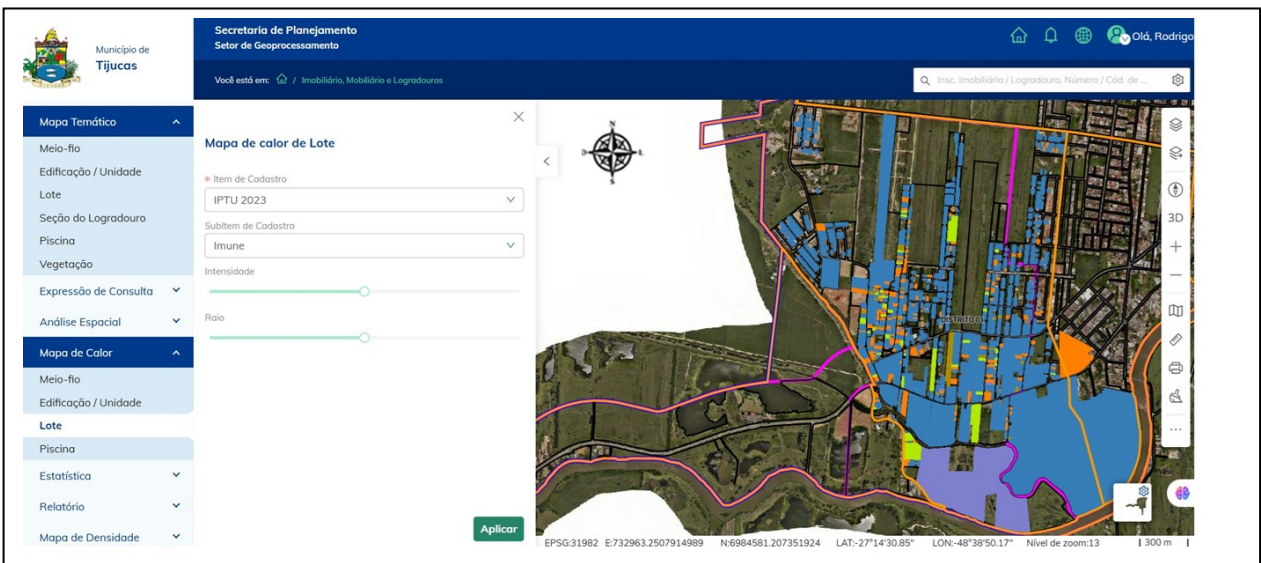 Município de
Tijucas
Secretaria de Planejamento
Setor de Geoprocessamento
Olá, Rodrigo
Você está em: / Imobiliário, Mobiliário e Logradouros
Insc. Imobiliária / Logradouro, Número / Cód. de ...
Mapa Temático
Meio-fio
Edificação / Unidade
Lote
Seção do Logradouro
Piscina
Vegetação
Expressão de Consulta
Análise Espacial
Mapa de Calor
Meio-fio
Edificação / Unidade
Lote
Piscina
Estatística
Relatório
Mapa de Densidade
Mapa de calor de Lote
* Item de Cadastro
IPTU 2023
SubItem de Cadastro
Imune
Intensidade
Raio
Aplicar
N
L
S
3D
EPSG:31982 E:732963.2507914989 N:6984581.207351924 LAT:-27°14'30.85" LON:-48°38'50.17" Nível de zoom:13 300 m